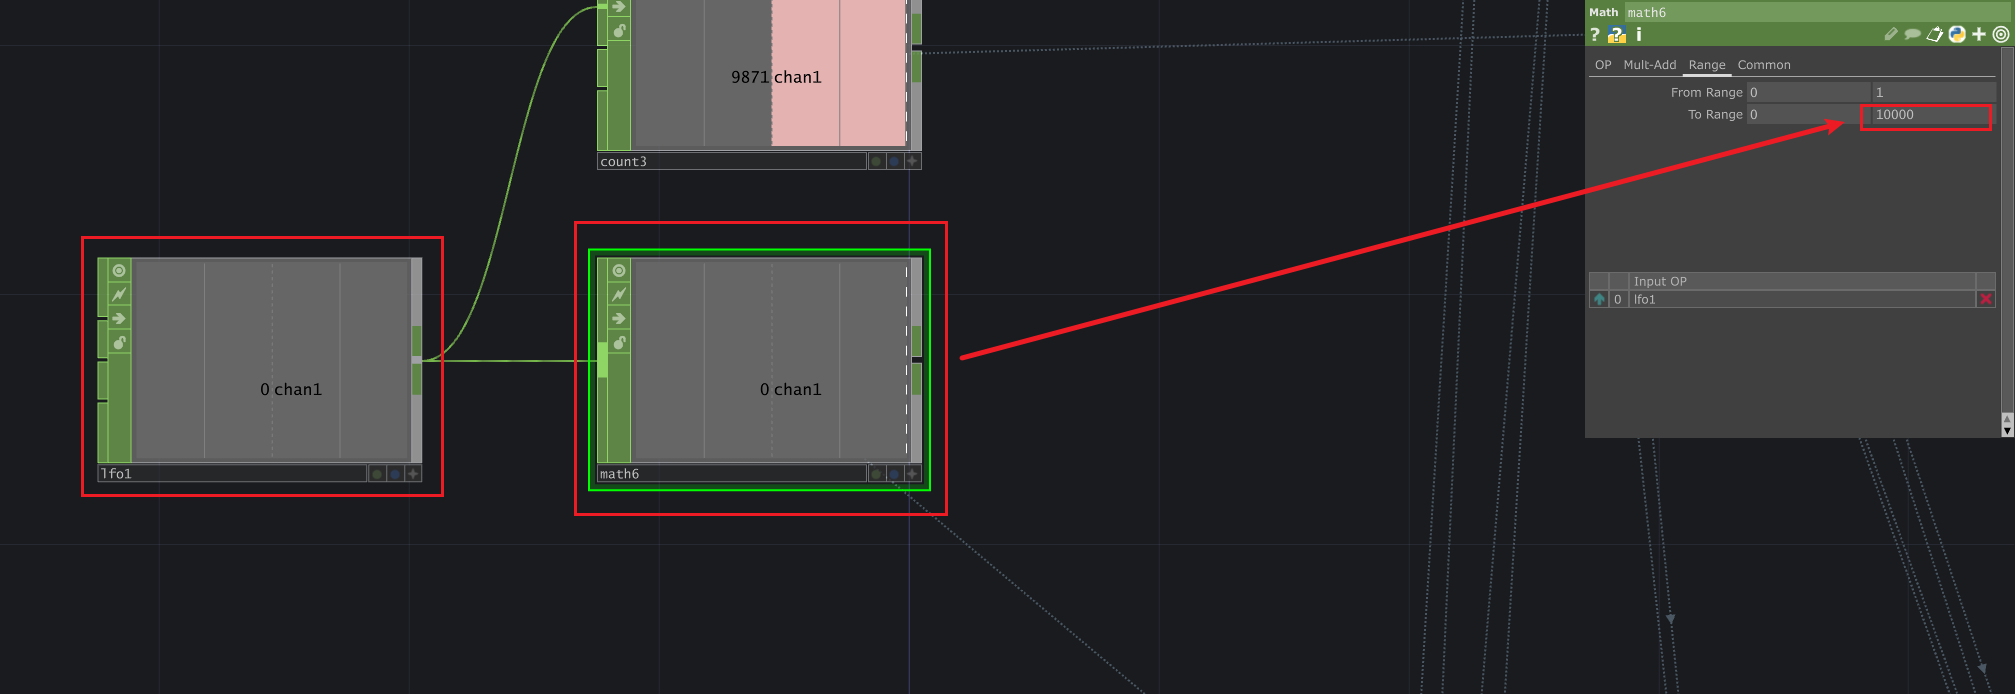 Math math6
? ? i
OP Mult-Add Range Common
From Range 0 1
To Range 0 10000
9871 chan1
count3
Input OP
0 lfo1
0 chan1
lfo1
0 chan1
math6